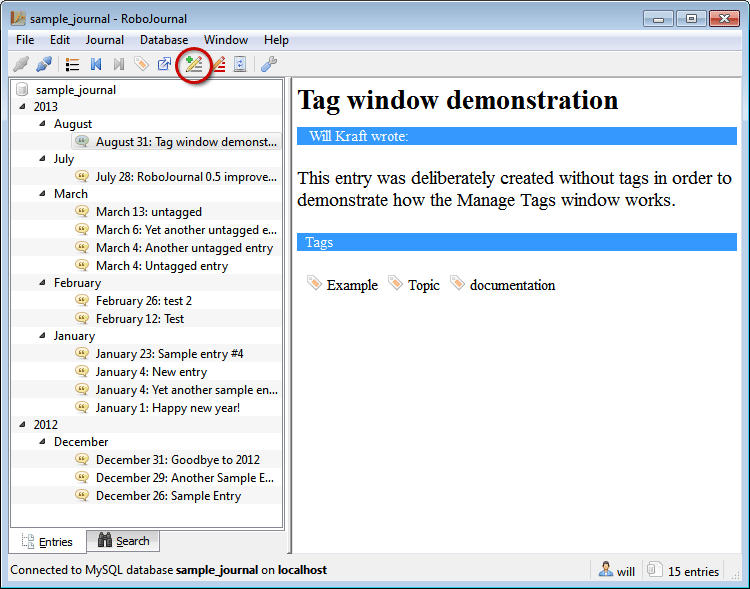 sample_journal - RoboJournal
File Edit Journal Database Window Help
sample_journal
2013
August
August 31: Tag window demonst...
July
July 28: RoboJournal 0.5 improve...
March
March 13: untagged
March 6: Yet another untagged e...
March 4: Another untagged entry
March 4: Untagged entry
February
February 26: test 2
February 12: Test
January
January 23: Sample entry #4
January 4: New entry
January 4: Yet another sample en...
January 1: Happy new year!
2012
December
December 31: Goodbye to 2012
December 29: Another Sample E...
December 26: Sample Entry
Entries Search
Tag window demonstration
Will Kraft wrote:
This entry was deliberately created without tags in order to
demonstrate how the Manage Tags window works.
Tags
Example Topic documentation
Connected to MySQL database sample_journal on localhost
will 15 entries